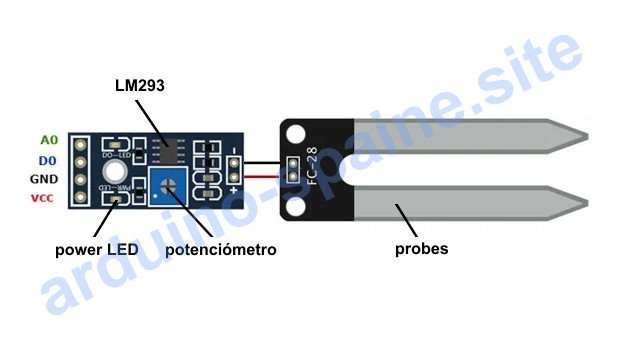 LM293
A0
D0
GND
VCC
DO-LED
PWR-LED
-
+
FC-28
power LED
potenciómetro
probes
arduino-spaine.site